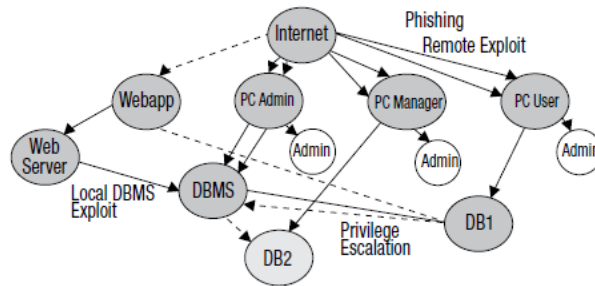 Phishing
Internet
Remote Exploit
Webapp
PC Admin
PC Manager
PC User
Web
Server
Admin
Admin
Admin
Local DBMS
Exploit
DBMS
Privilege
Escalation
DB1
DB2